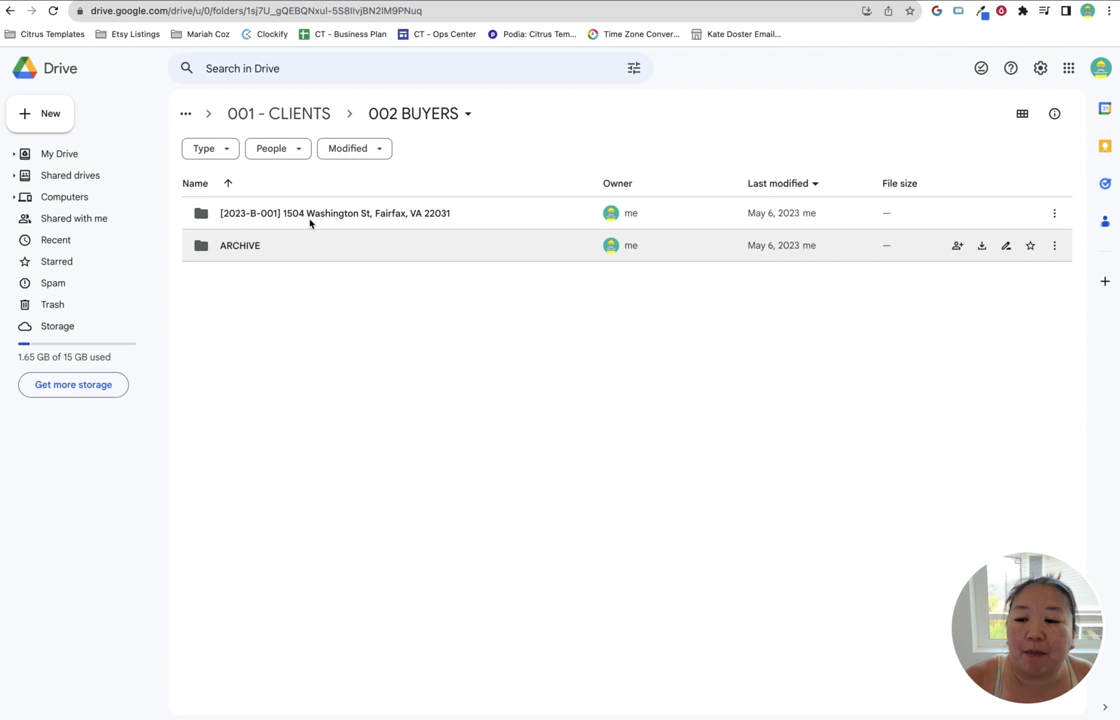 drive.google.com/drive/u/0/folders/1sj7U_gQEBQNxuI-5S8IIvjBN2IM9PNuq
Citrus Templates Etsy Listings Mariah Coz Clockify CT - Business Plan CT - Ops Center Podia: Citrus Tem... Time Zone Conver... Kate Doster Email...
Drive
Search in Drive
New
My Drive
Shared drives
Computers
Shared with me
Recent
Starred
Spam
Trash
Storage
1.65 GB of 15 GB used
Get more storage
... 001 - CLIENTS 002 BUYERS
Type People Modified
Name Owner Last modified File size
[2023-B-001] 1504 Washington St, Fairfax, VA 22031 me May 6, 2023 me —
ARCHIVE me May 6, 2023 me —